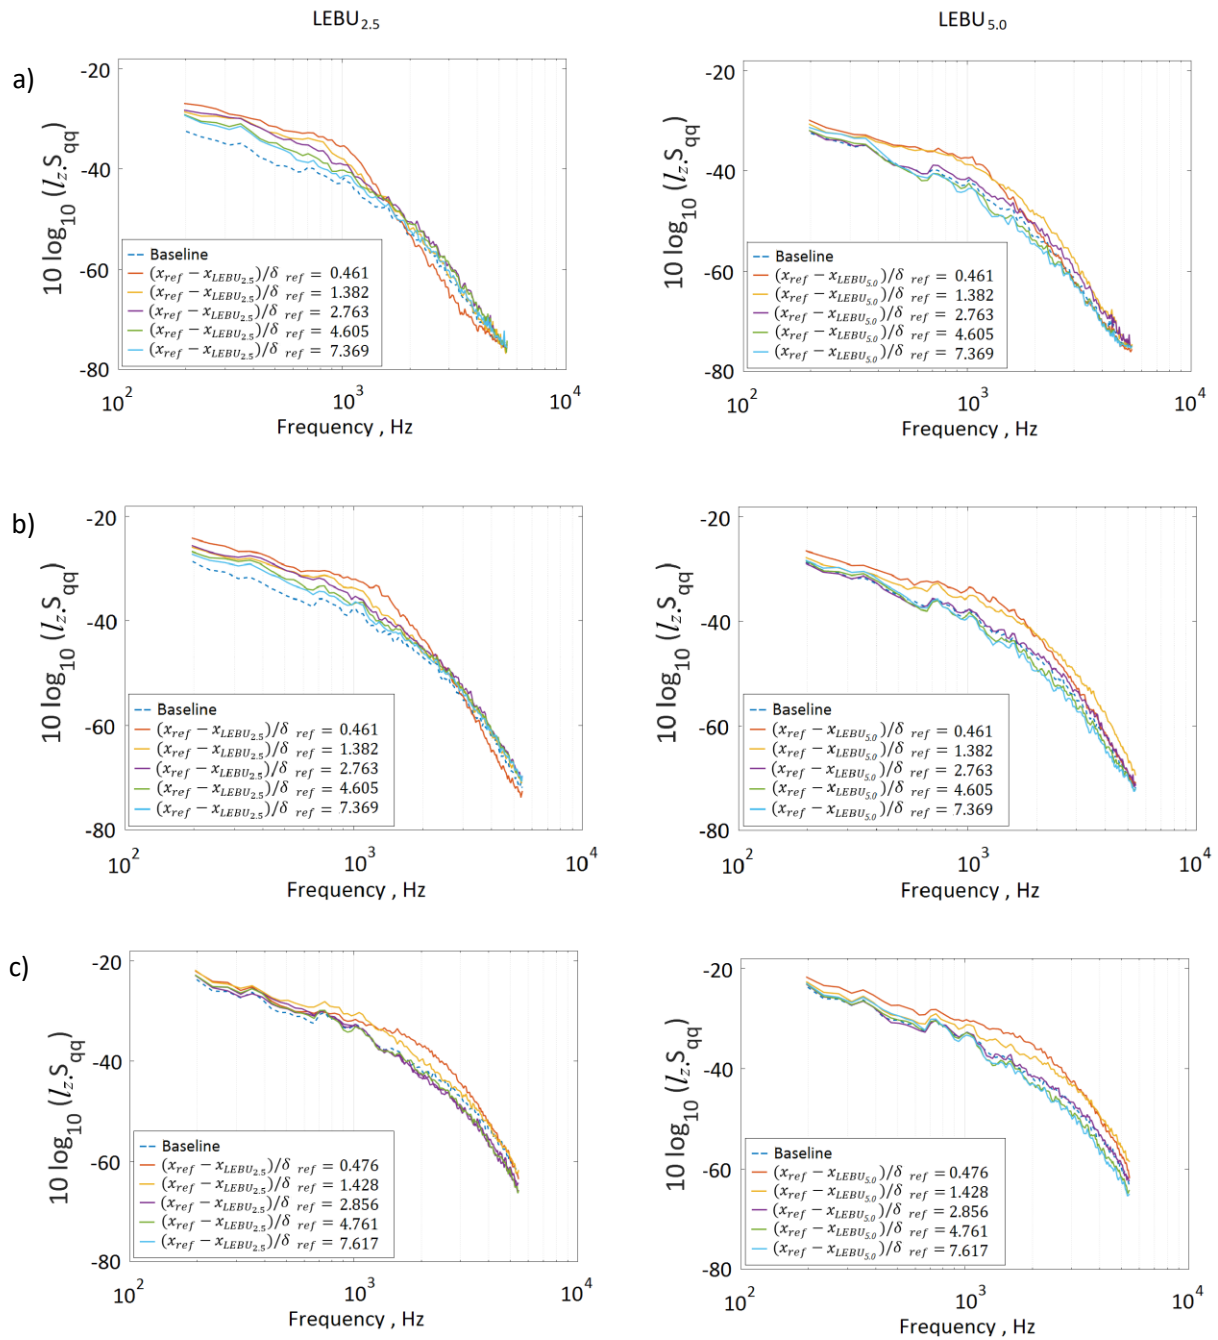 LEBU2.5
LEBU5.0
a)
-20
-40
-60
-80
10 log10 (lz.Sqq)
Baseline
(xref − xLEBU2.5)/δ ref = 0.461
(xref − xLEBU2.5)/δ ref = 1.382
(xref − xLEBU2.5)/δ ref = 2.763
(xref − xLEBU2.5)/δ ref = 4.605
(xref − xLEBU2.5)/δ ref = 7.369
10^2 10^3 10^4
Frequency , Hz
-20
-40
-60
-80
10 log10 (lz.Sqq)
Baseline
(xref − xLEBU5.0)/δ ref = 0.461
(xref − xLEBU5.0)/δ ref = 1.382
(xref − xLEBU5.0)/δ ref = 2.763
(xref − xLEBU5.0)/δ ref = 4.605
(xref − xLEBU5.0)/δ ref = 7.369
10^2 10^3 10^4
Frequency , Hz
b)
-20
-40
-60
-80
10 log10 (lz.Sqq)
Baseline
(xref − xLEBU2.5)/δ ref = 0.461
(xref − xLEBU2.5)/δ ref = 1.382
(xref − xLEBU2.5)/δ ref = 2.763
(xref − xLEBU2.5)/δ ref = 4.605
(xref − xLEBU2.5)/δ ref = 7.369
10^2 10^3 10^4
Frequency , Hz
-20
-40
-60
-80
10 log10 (lz.Sqq)
Baseline
(xref − xLEBU5.0)/δ ref = 0.461
(xref − xLEBU5.0)/δ ref = 1.382
(xref − xLEBU5.0)/δ ref = 2.763
(xref − xLEBU5.0)/δ ref = 4.605
(xref − xLEBU5.0)/δ ref = 7.369
10^2 10^3 10^4
Frequency , Hz
c)
-20
-40
-60
-80
10 log10 (lz.Sqq)
Baseline
(xref − xLEBU2.5)/δ ref = 0.476
(xref − xLEBU2.5)/δ ref = 1.428
(xref − xLEBU2.5)/δ ref = 2.856
(xref − xLEBU2.5)/δ ref = 4.761
(xref − xLEBU2.5)/δ ref = 7.617
10^2 10^3 10^4
Frequency , Hz
-20
-40
-60
-80
10 log10 (lz.Sqq)
Baseline
(xref − xLEBU5.0)/δ ref = 0.476
(xref − xLEBU5.0)/δ ref = 1.428
(xref − xLEBU5.0)/δ ref = 2.856
(xref − xLEBU5.0)/δ ref = 4.761
(xref − xLEBU5.0)/δ ref = 7.617
10^2 10^3 10^4
Frequency , Hz